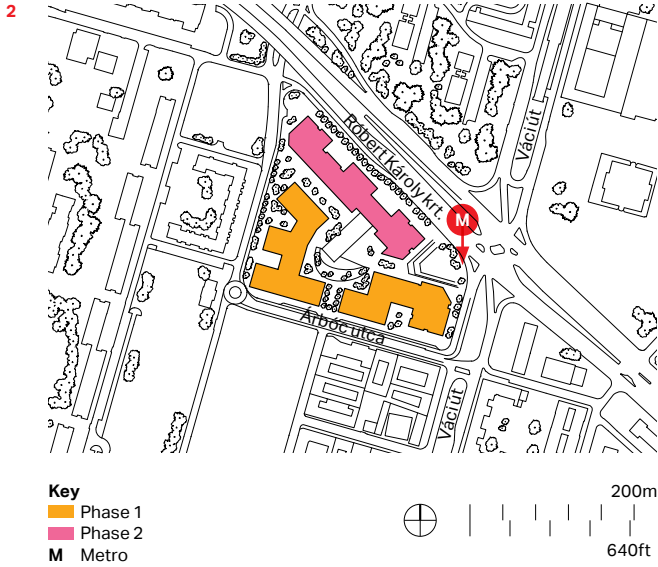 2
Róbert Károly krt.
Váci út
M
Árbóc utca
Váci út
Key
Phase 1
Phase 2
M Metro
200m
640ft